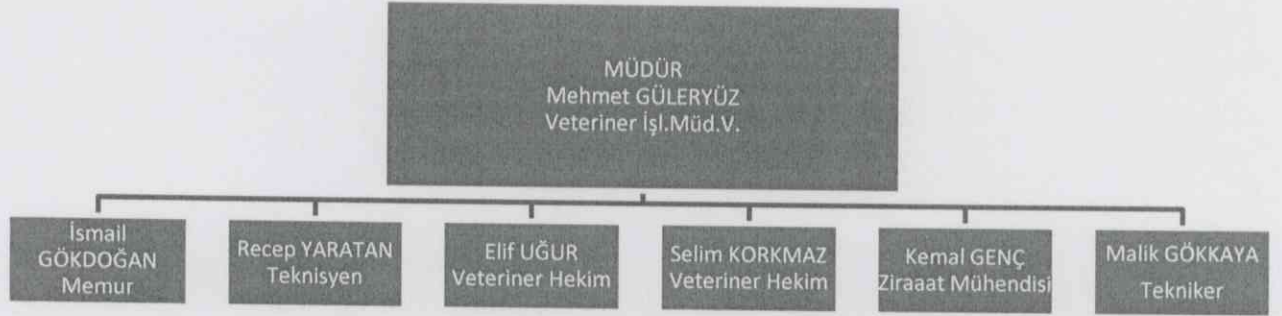 MÜDÜR
Mehmet GÜLERYÜZ
Veteriner İşl.Müd.V.
İsmail
GÖKDOĞAN
Memur
Recep YARATAN
Teknisyen
Elif UĞUR
Veteriner Hekim
Selim KORKMAZ
Veteriner Hekim
Kemal GENÇ
Ziraaat Mühendisi
Malik GÖKKAYA
Tekniker